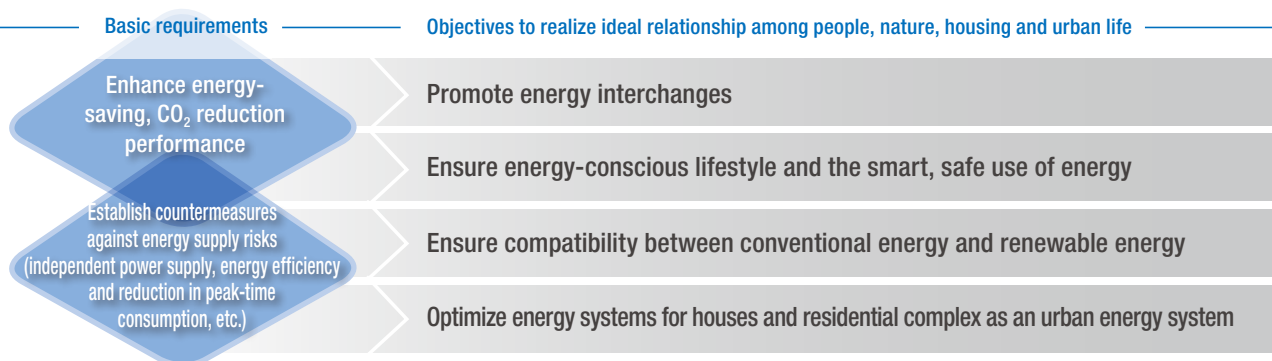 Basic requirements
Objectives to realize ideal relationship among people, nature, housing and urban life
Enhance energy-
saving, CO₂ reduction
performance
Establish countermeasures
against energy supply risks
(independent power supply, energy efficiency
and reduction in peak-time
consumption, etc.)
Promote energy interchanges
Ensure energy-conscious lifestyle and the smart, safe use of energy
Ensure compatibility between conventional energy and renewable energy
Optimize energy systems for houses and residential complex as an urban energy system